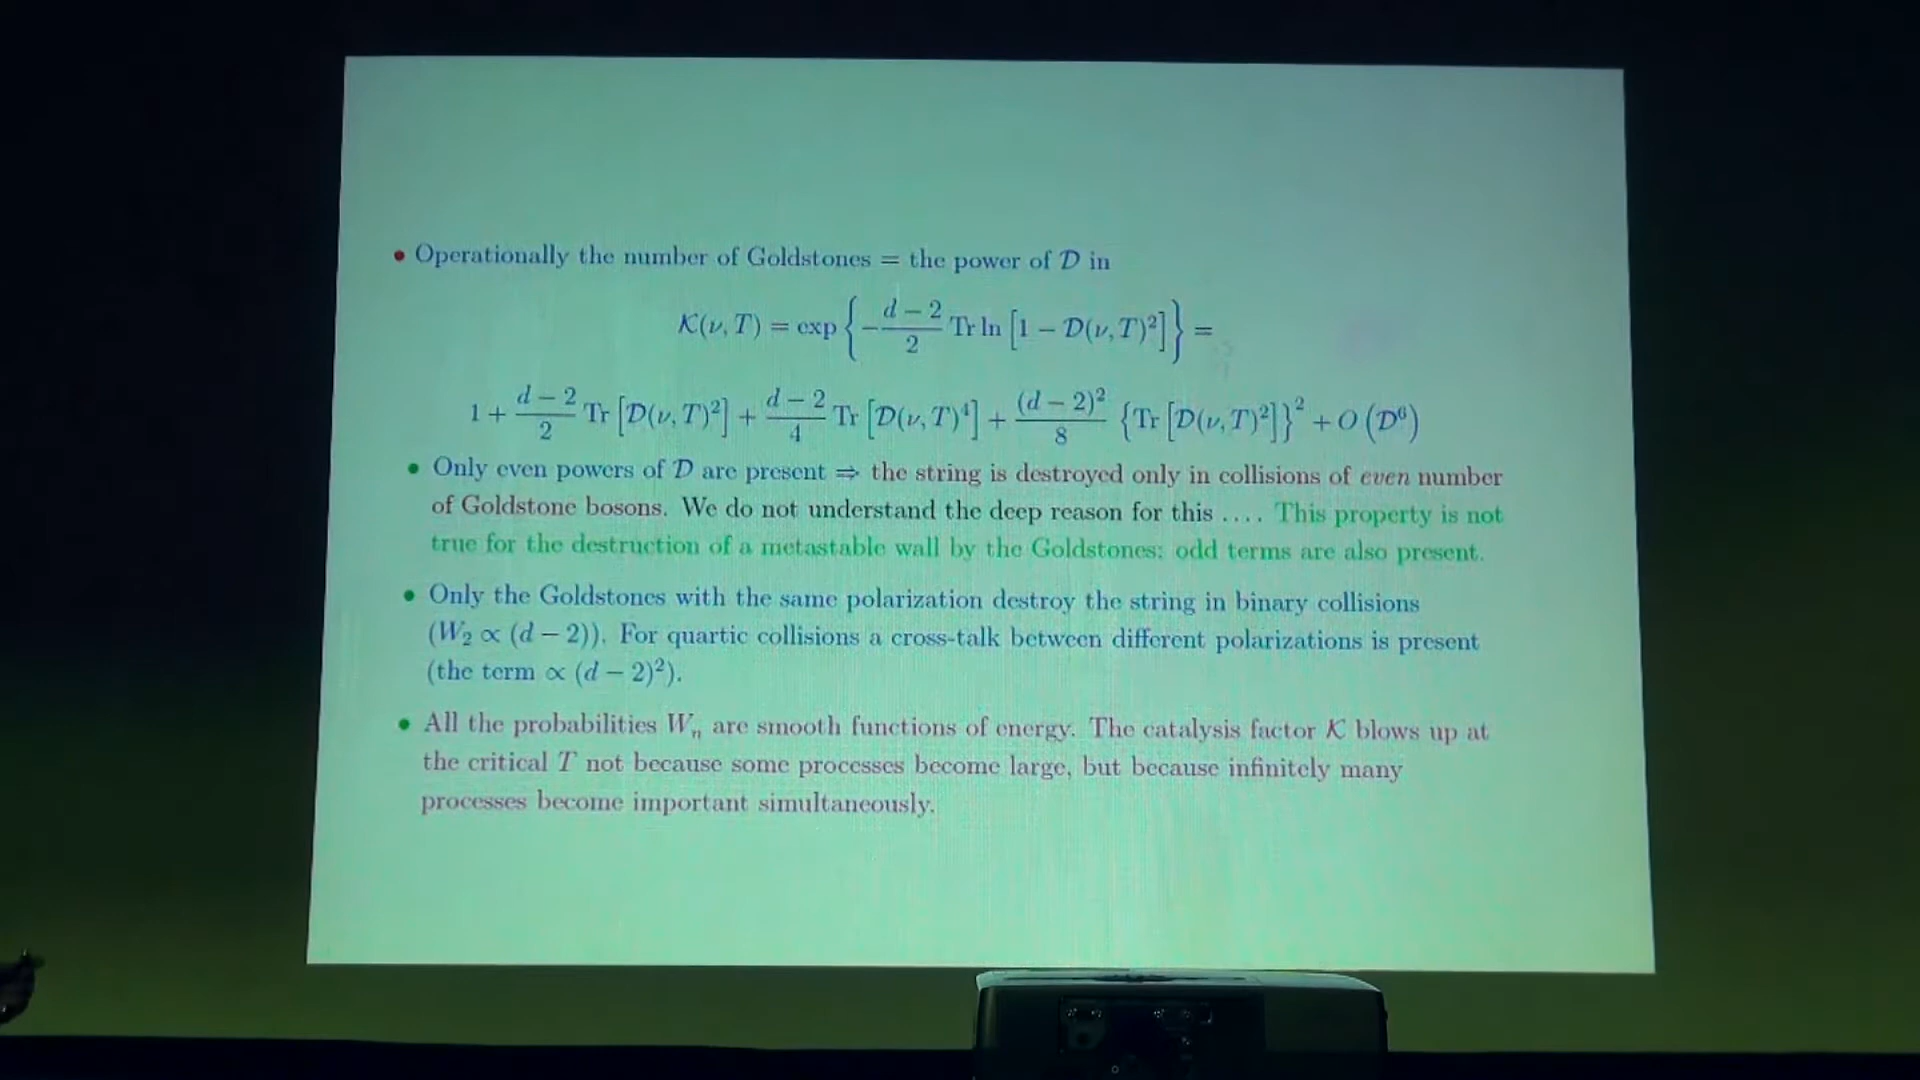 • Operationally the number of Goldstones = the power of 𝒟 in
𝒦(ν, T) = exp { − (d − 2)/2 Tr ln [1 − 𝒟(ν, T)²] } =
1 + (d − 2)/2 Tr [𝒟(ν, T)²] + (d − 2)/4 Tr [𝒟(ν, T)⁴] + (d − 2)²/8 {Tr [𝒟(ν, T)²]}² + O (𝒟⁶)
• Only even powers of 𝒟 are present ⇒ the string is destroyed only in collisions of even number
of Goldstone bosons. We do not understand the deep reason for this .... This property is not
true for the destruction of a metastable wall by the Goldstones: odd terms are also present.
• Only the Goldstones with the same polarization destroy the string in binary collisions
(W₂ ∝ (d − 2)). For quartic collisions a cross-talk between different polarizations is present
(the term ∝ (d − 2)²).
• All the probabilities Wₙ are smooth functions of energy. The catalysis factor 𝒦 blows up at
the critical T not because some processes become large, but because infinitely many
processes become important simultaneously.